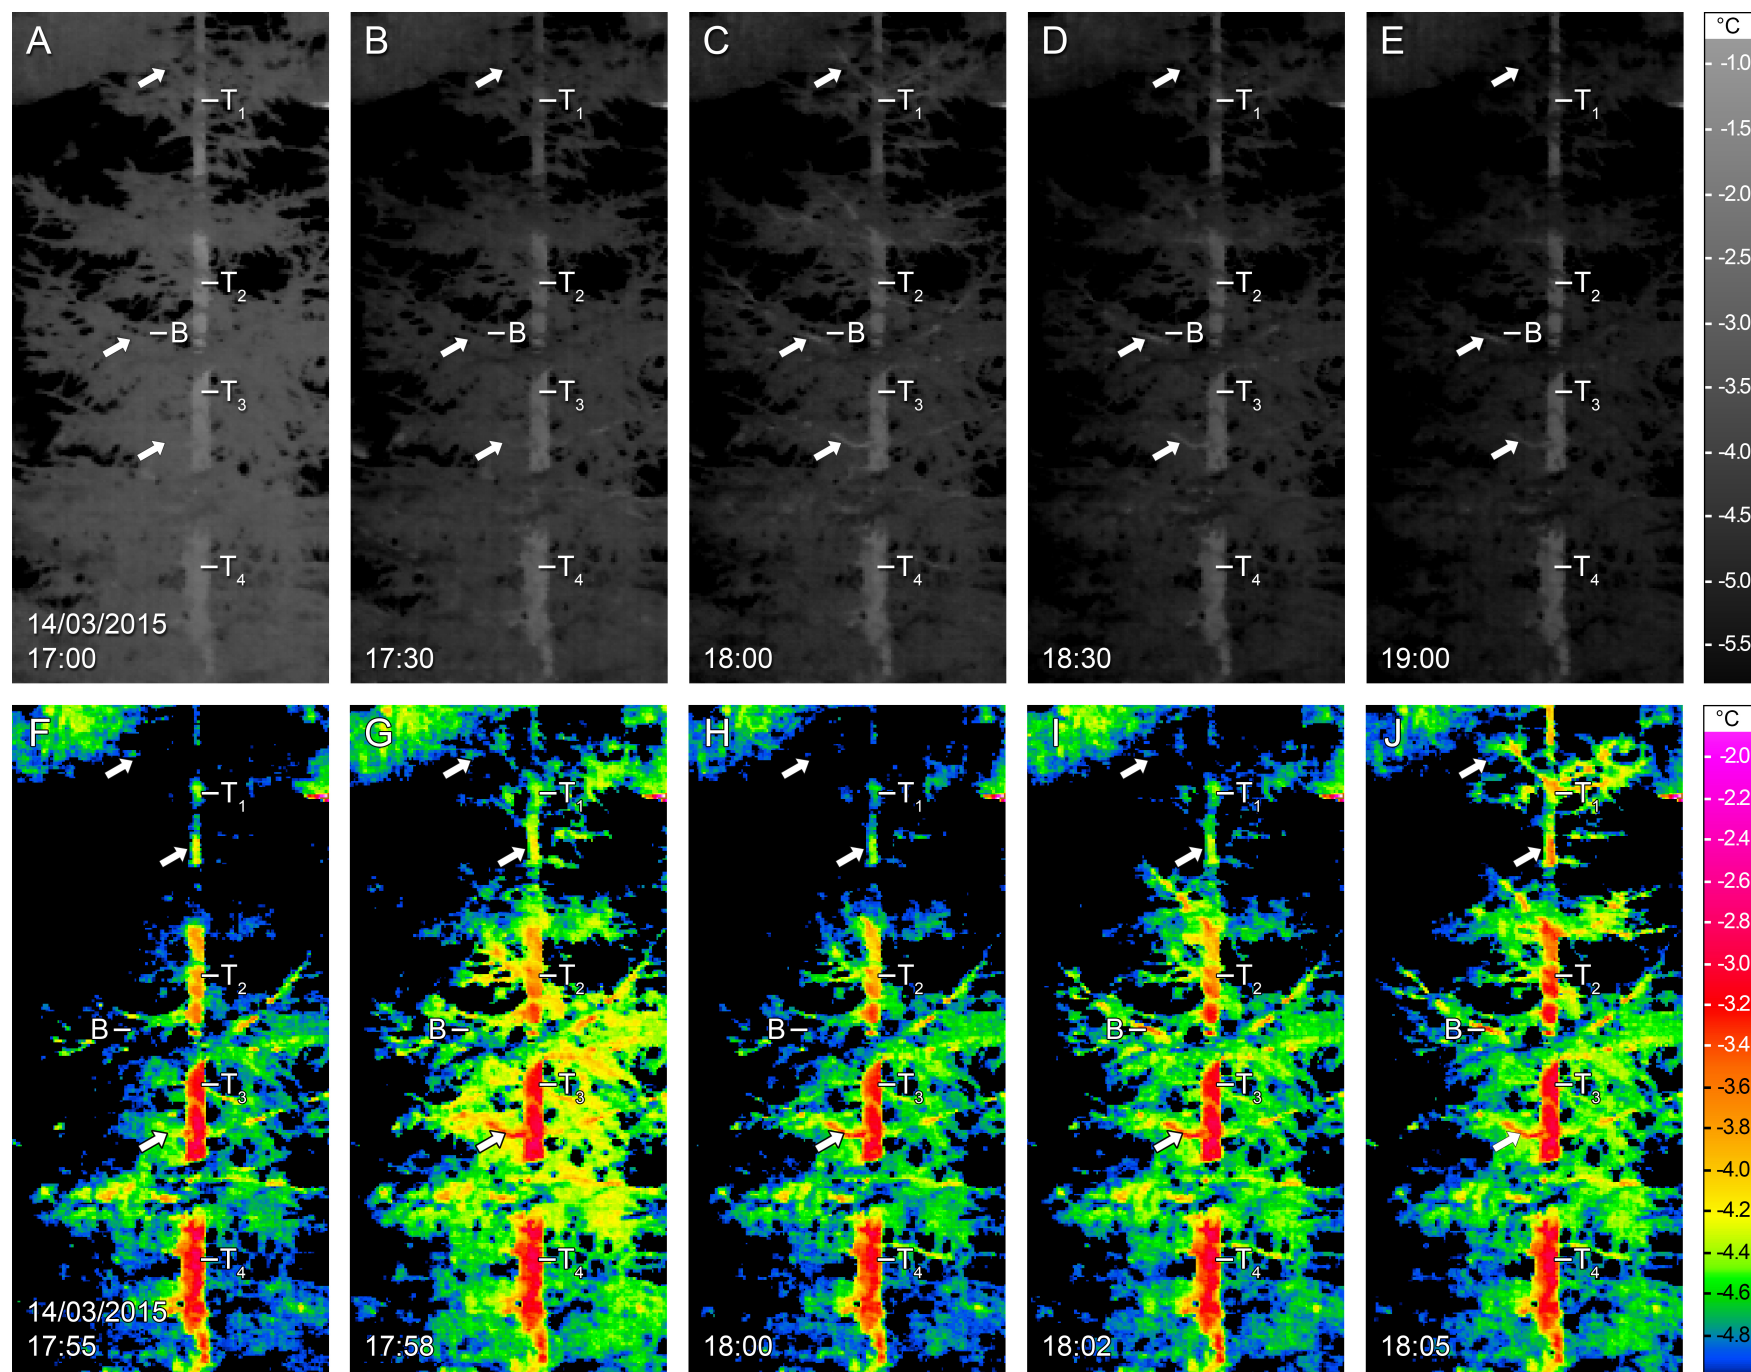 A
B
C
D
E
°C
-T₁
-T₁
-T₁
-T₁
-T₁
-T₂
-T₂
-T₂
-T₂
-T₂
-B
-B
-B
-B
-B
-T₃
-T₃
-T₃
-T₃
-T₃
-T₄
-T₄
-T₄
-T₄
-T₄
14/03/2015
17:00
17:30
18:00
18:30
19:00
-1.0
-1.5
-2.0
-2.5
-3.0
-3.5
-4.0
-4.5
-5.0
-5.5
F
G
H
I
J
°C
-T₁
-T₁
-T₁
-T₁
-T₁
-T₂
-T₂
-T₂
-T₂
-T₂
B-
B-
B-
B-
B-
-T₃
-T₃
-T₃
-T₃
-T₃
-T₄
-T₄
-T₄
-T₄
-T₄
14/03/2015
17:55
17:58
18:00
18:02
18:05
-2.0
-2.2
-2.4
-2.6
-2.8
-3.0
-3.2
-3.4
-3.6
-3.8
-4.0
-4.2
-4.4
-4.6
-4.8